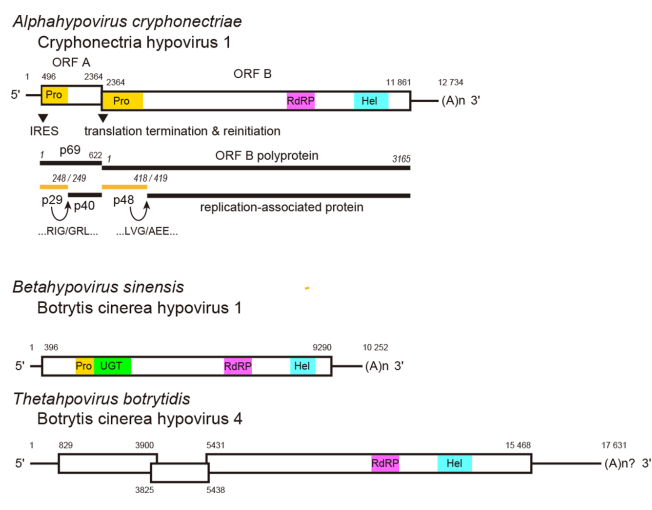 Alphahypovirus cryphonectriae
Cryphonectria hypovirus 1
ORF A
1 496 2364 2364 ORF B 11 861 12 734
5' Pro Pro RdRP Hel (A)n 3'
IRES translation termination & reinitiation
1 p69 622 1 ORF B polyprotein 3165
248 / 249 418 / 419
p29 p40 p48 replication-associated protein
...RIG/GRL... ...LVG/AEE...
Betahypovirus sinensis
Botrytis cinerea hypovirus 1
1 396 9290 10 252
5' Pro UGT RdRP Hel (A)n 3'
Thetahpovirus botrytidis
Botrytis cinerea hypovirus 4
1 829 3900 5431 15 468 17 631
5' RdRP Hel (A)n? 3'
3825 5438